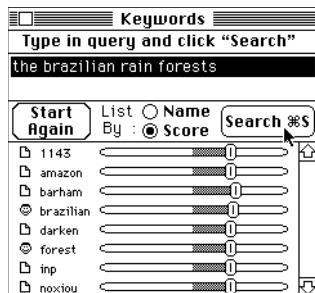 Keywords
Type in query and click “Search”
the brazilian rain forests
Start Again
List By : Name
Score
Search ⌘S
1143
amazon
barham
brazilian
darken
forest
inp
noxiou